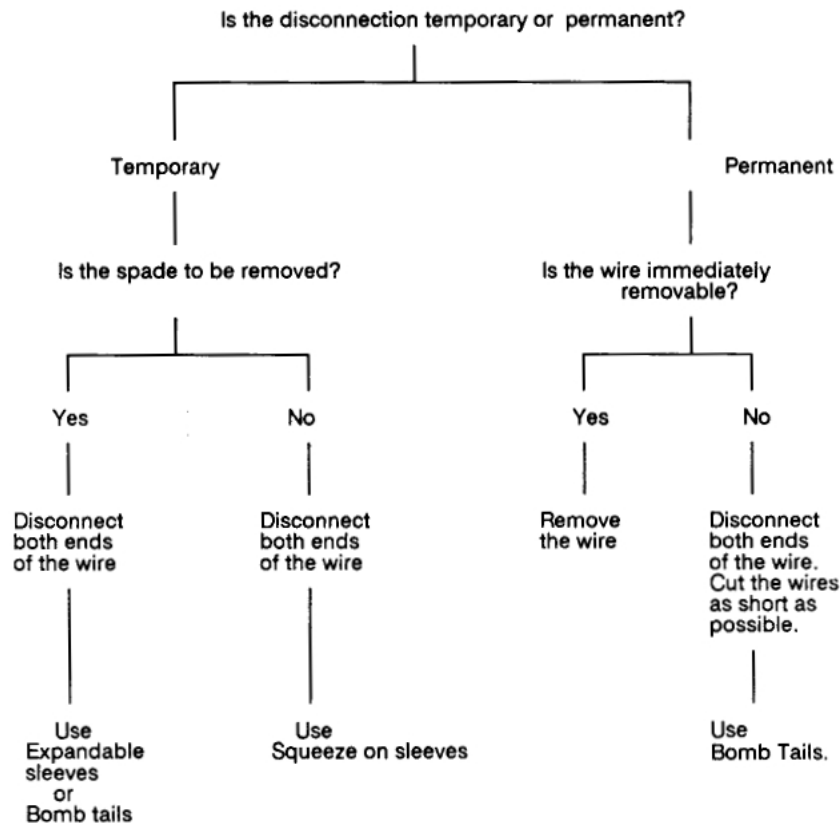 Is the disconnection temporary or permanent?
Temporary
Permanent
Is the spade to be removed?
Is the wire immediately
removable?
Yes
No
Yes
No
Disconnect
both ends
of the wire
Disconnect
both ends
of the wire
Remove
the wire
Disconnect
both ends
of the wire.
Cut the wires
as short as
possible.
Use
Expandable
sleeves
or
Bomb tails
Use
Squeeze on sleeves
Use
Bomb Tails.